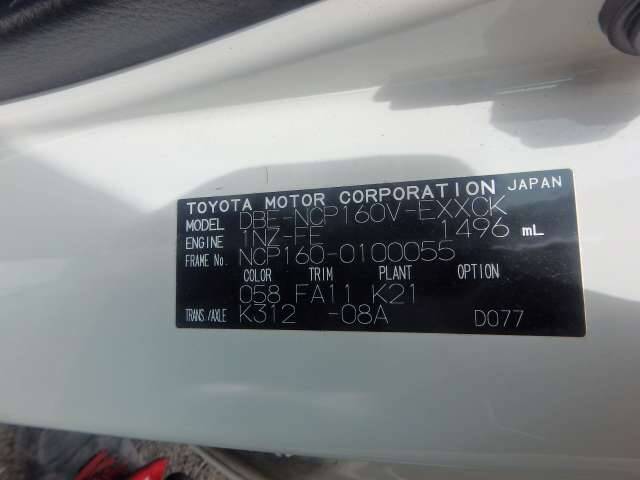 TOYOTA MOTOR CORPORATION JAPAN
MODEL DBE-NCP160V-EXXCK
ENGINE 1NZ-FE 1496 mL
FRAME No. NCP160-0100055
COLOR TRIM PLANT OPTION
058 FA11 K21
TRANS/AXLE K312 -08A D077